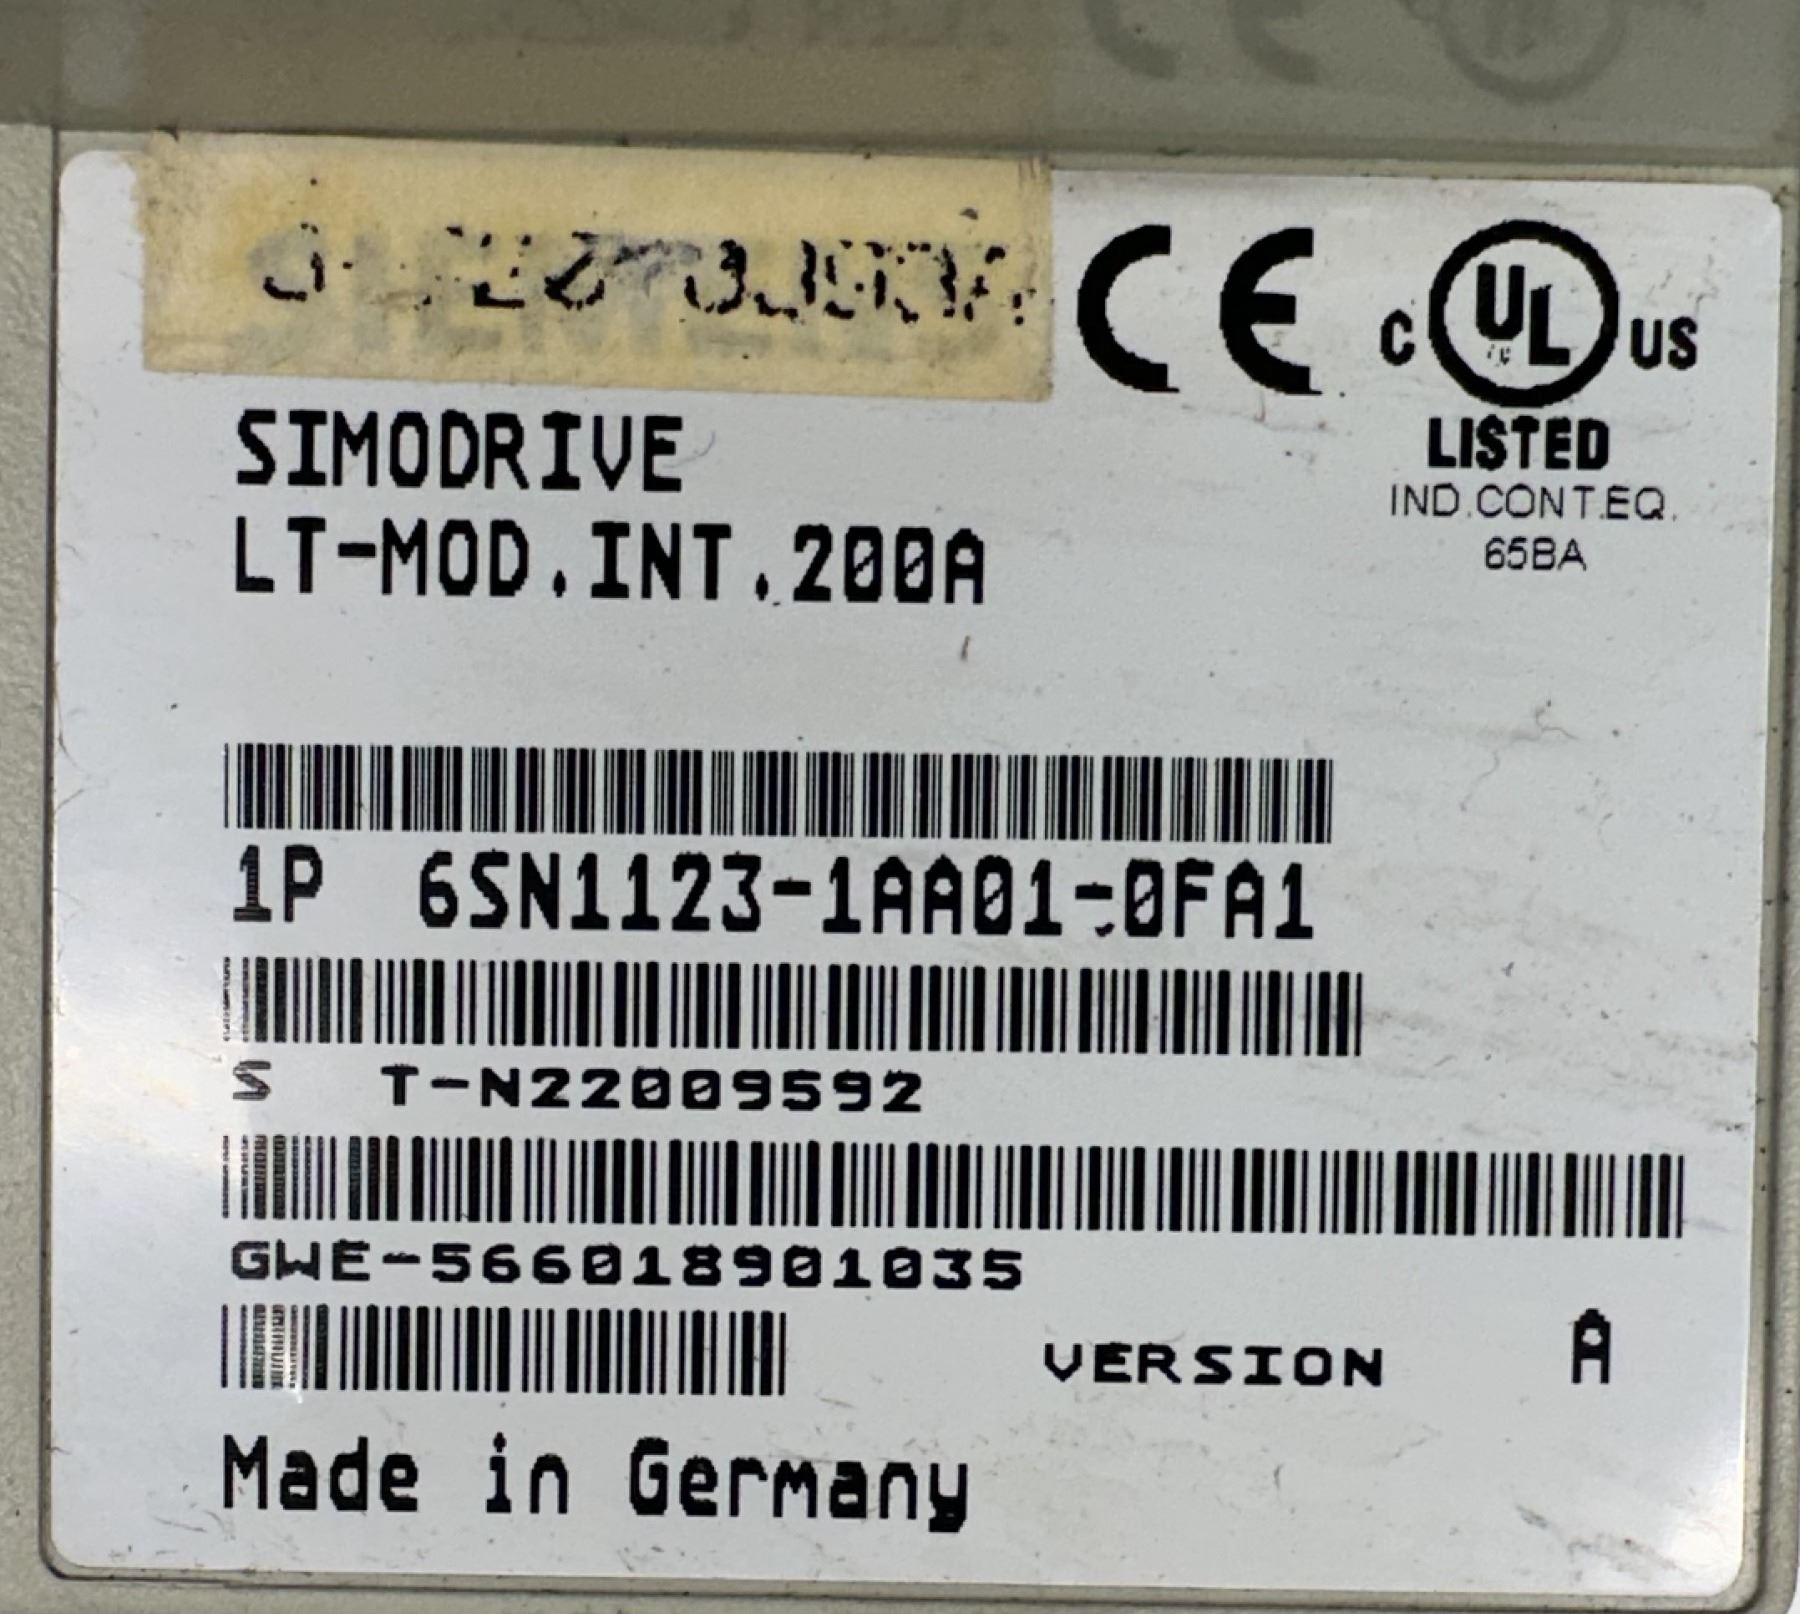 SIEMENS
C UL US
LISTED
IND.CONT.EQ.
65BA
SIMODRIVE
LT-MOD.INT.200A
1P 6SN1123-1AA01-0FA1
S T-N22009592
GWE-566018901035
VERSION A
Made in Germany